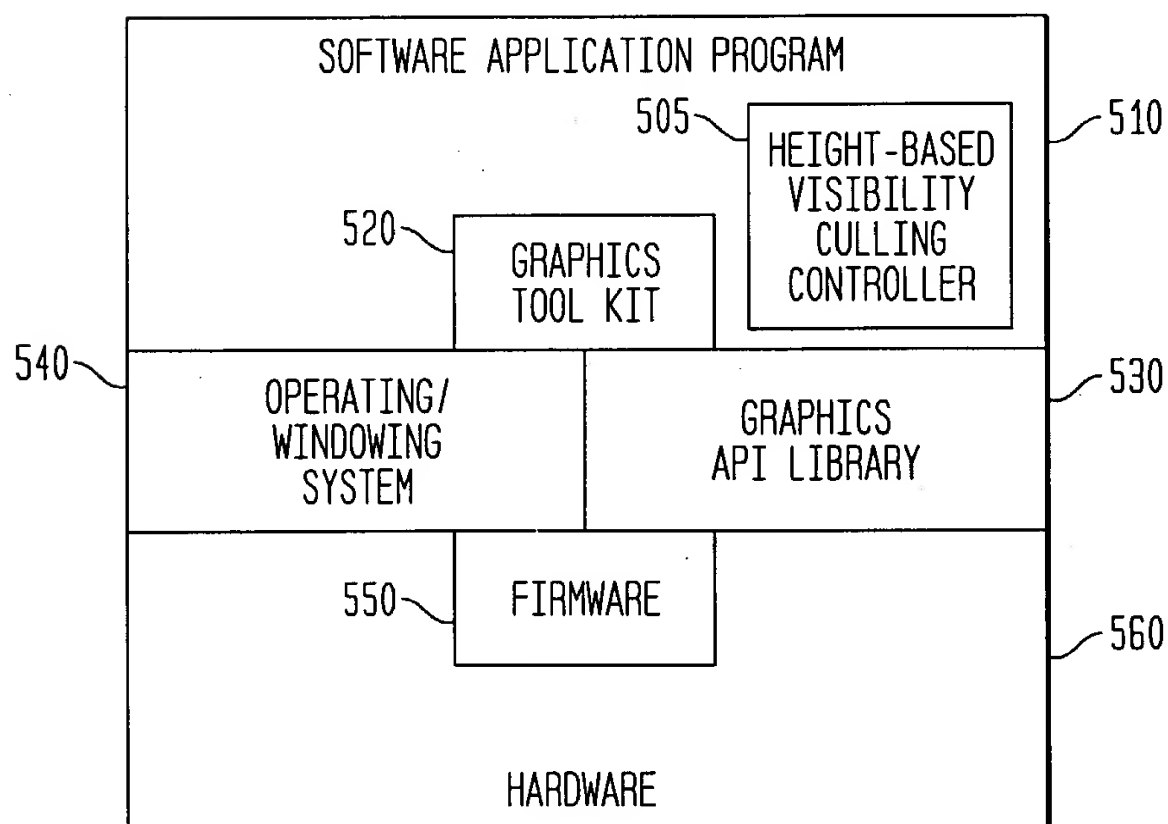 SOFTWARE APPLICATION PROGRAM
505
510
HEIGHT-BASED
VISIBILITY
CULLING
CONTROLLER
520
GRAPHICS
TOOL KIT
540
530
OPERATING/
WINDOWING
SYSTEM
GRAPHICS
API LIBRARY
550
FIRMWARE
560
HARDWARE